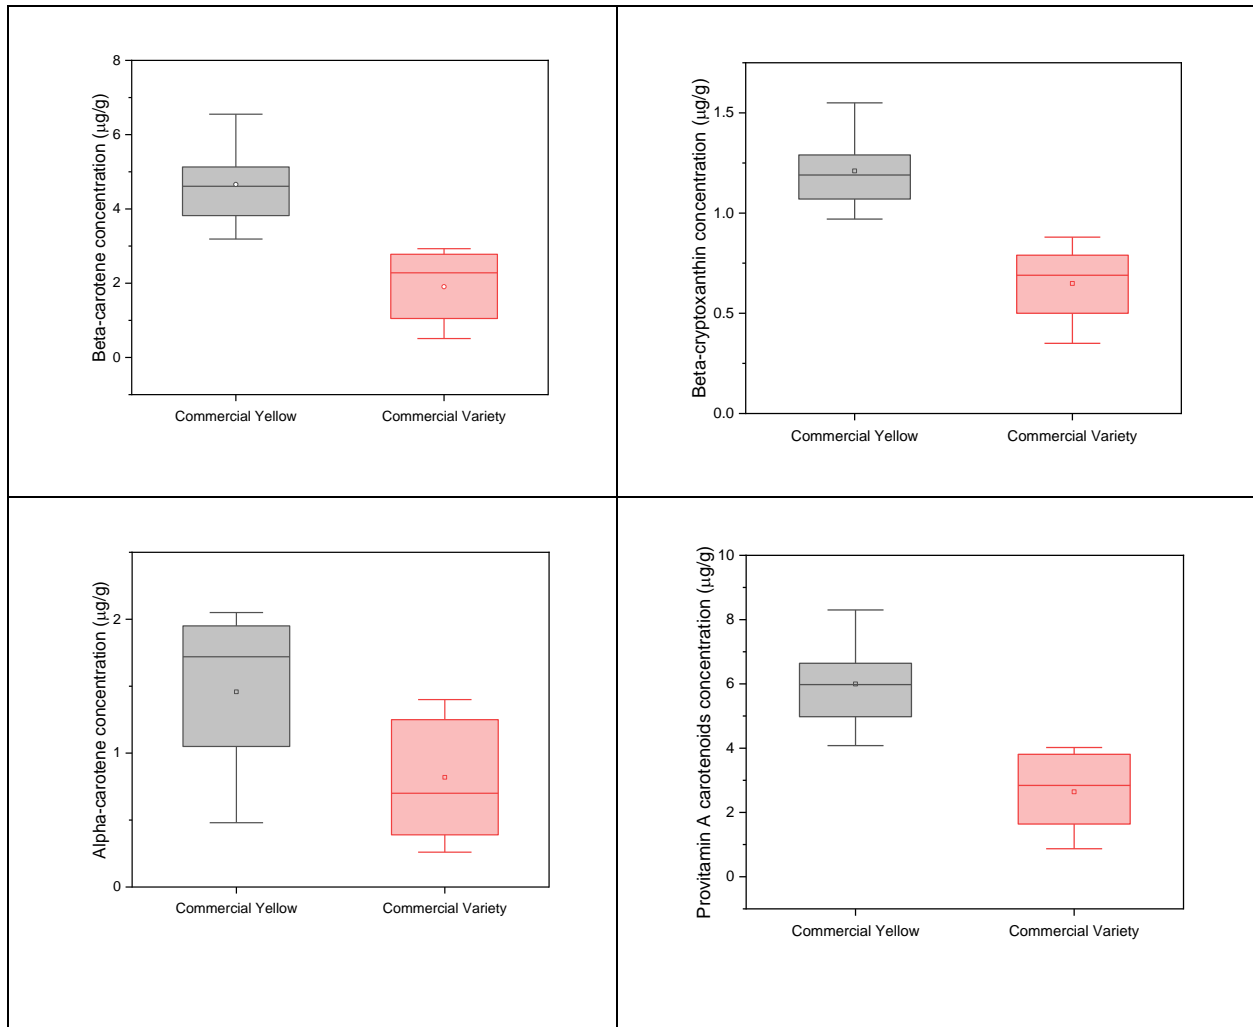 Beta-carotene concentration (μg/g)
8
6
4
2
0
Commercial Yellow Commercial Variety
Beta-cryptoxanthin concentration (μg/g)
1.5
1.0
0.5
0.0
Commercial Yellow Commercial Variety
Alpha-carotene concentration (μg/g)
2
1
0
Commercial Yellow Commercial Variety
Provitamin A carotenoids concentration (μg/g)
10
8
6
4
2
0
Commercial Yellow Commercial Variety